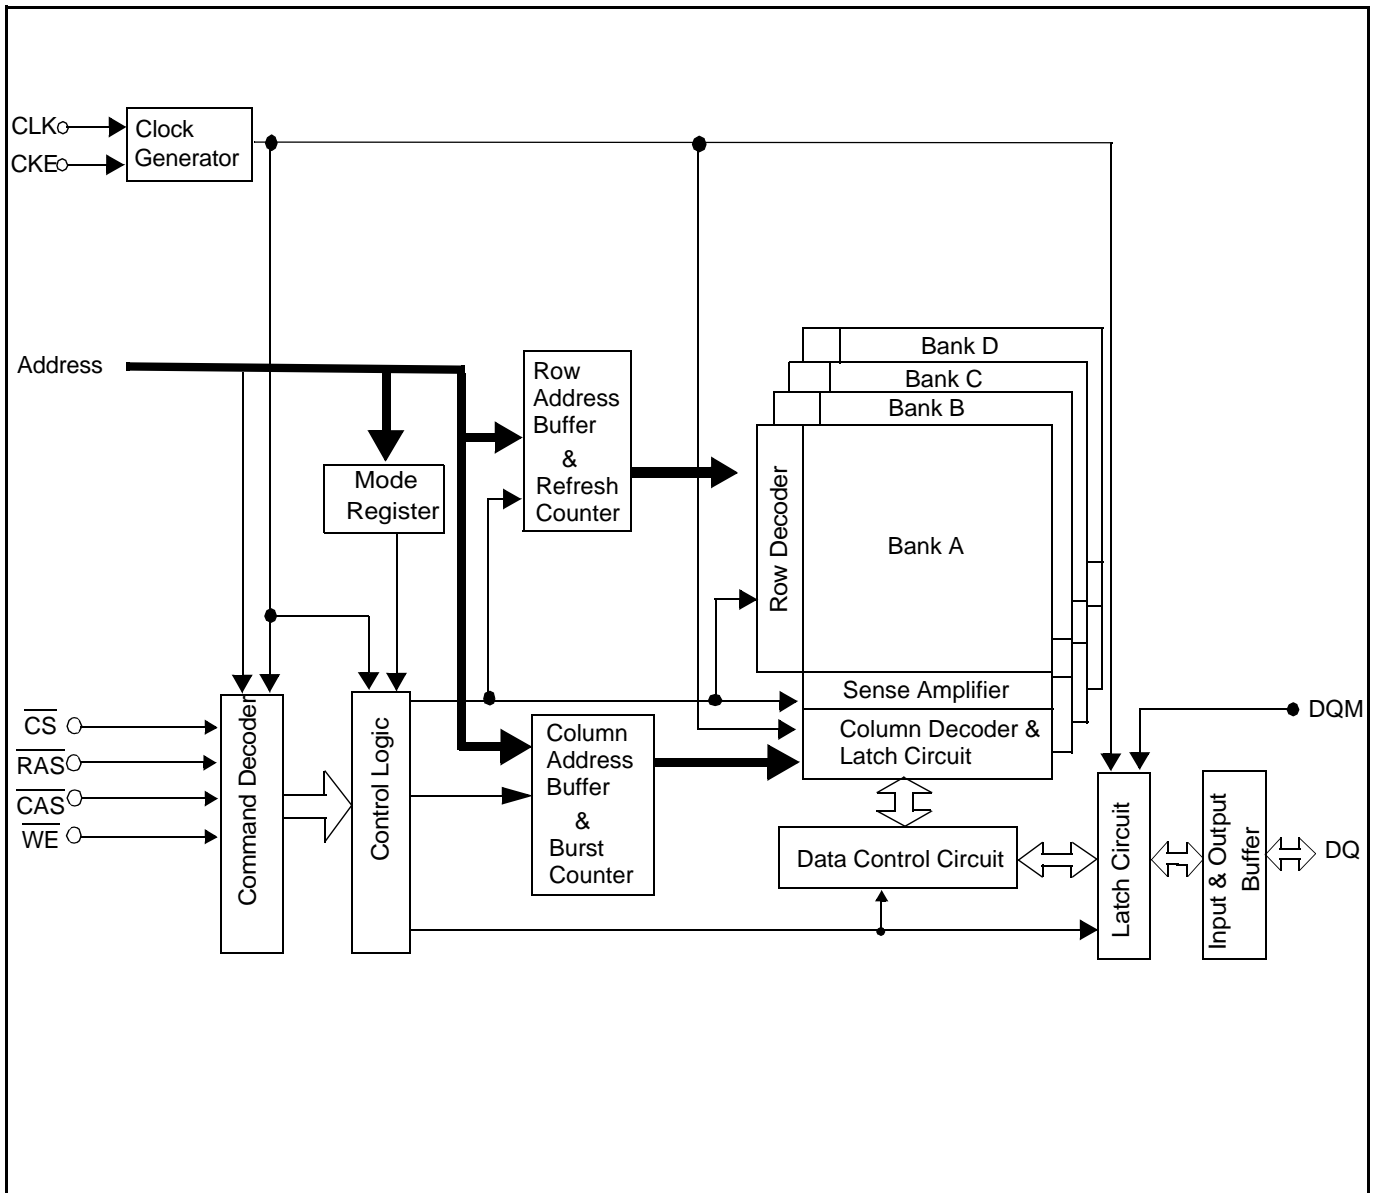 CLK
Clock
Generator
CKE
Address
Row
Address
Buffer
&
Refresh
Counter
Bank D
Bank C
Bank B
Mode
Register
Row Decoder
Bank A
Sense Amplifier
Column Decoder &
Latch Circuit
CS
RAS
CAS
WE
Command Decoder
Control Logic
Column
Address
Buffer
&
Burst
Counter
Data Control Circuit
Latch Circuit
Input & Output
Buffer
DQM
DQ